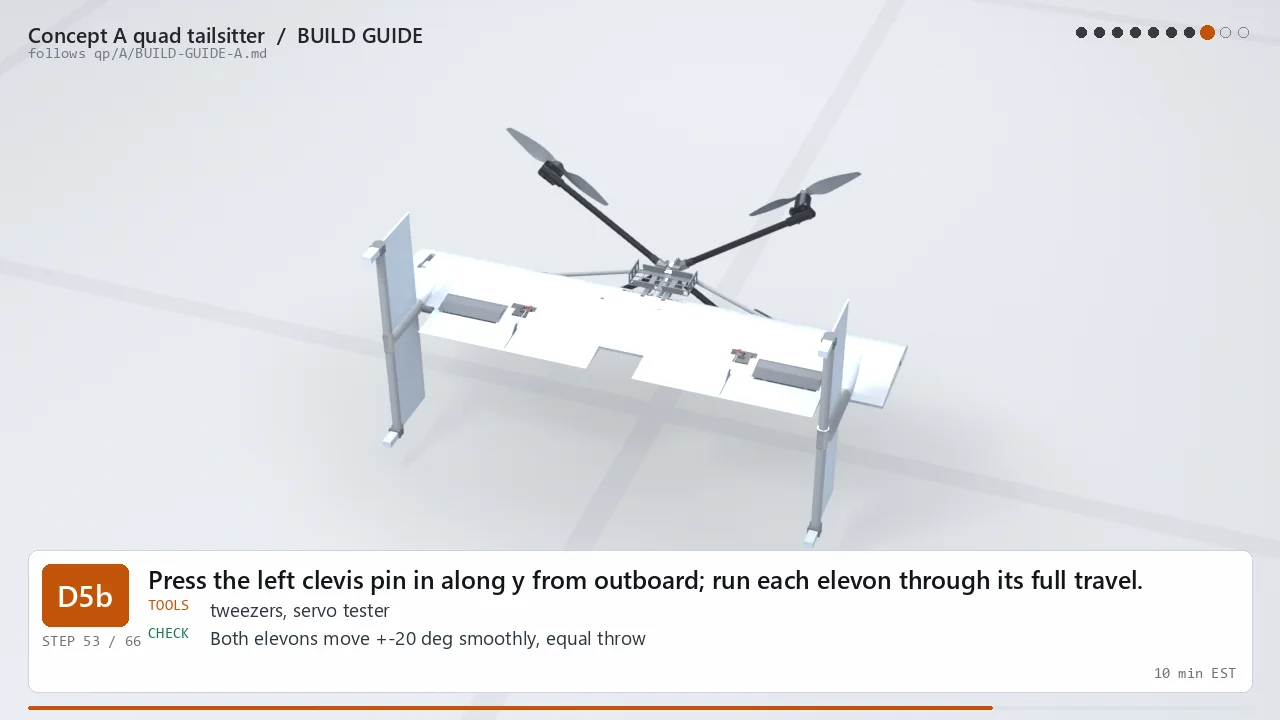 Concept A quad tailsitter / BUILD GUIDE
follows qp/A/BUILD-GUIDE-A.md
D5b
STEP 53 / 66
Press the left clevis pin in along y from outboard; run each elevon through its full travel.
TOOLS tweezers, servo tester
CHECK Both elevons move +-20 deg smoothly, equal throw
10 min EST